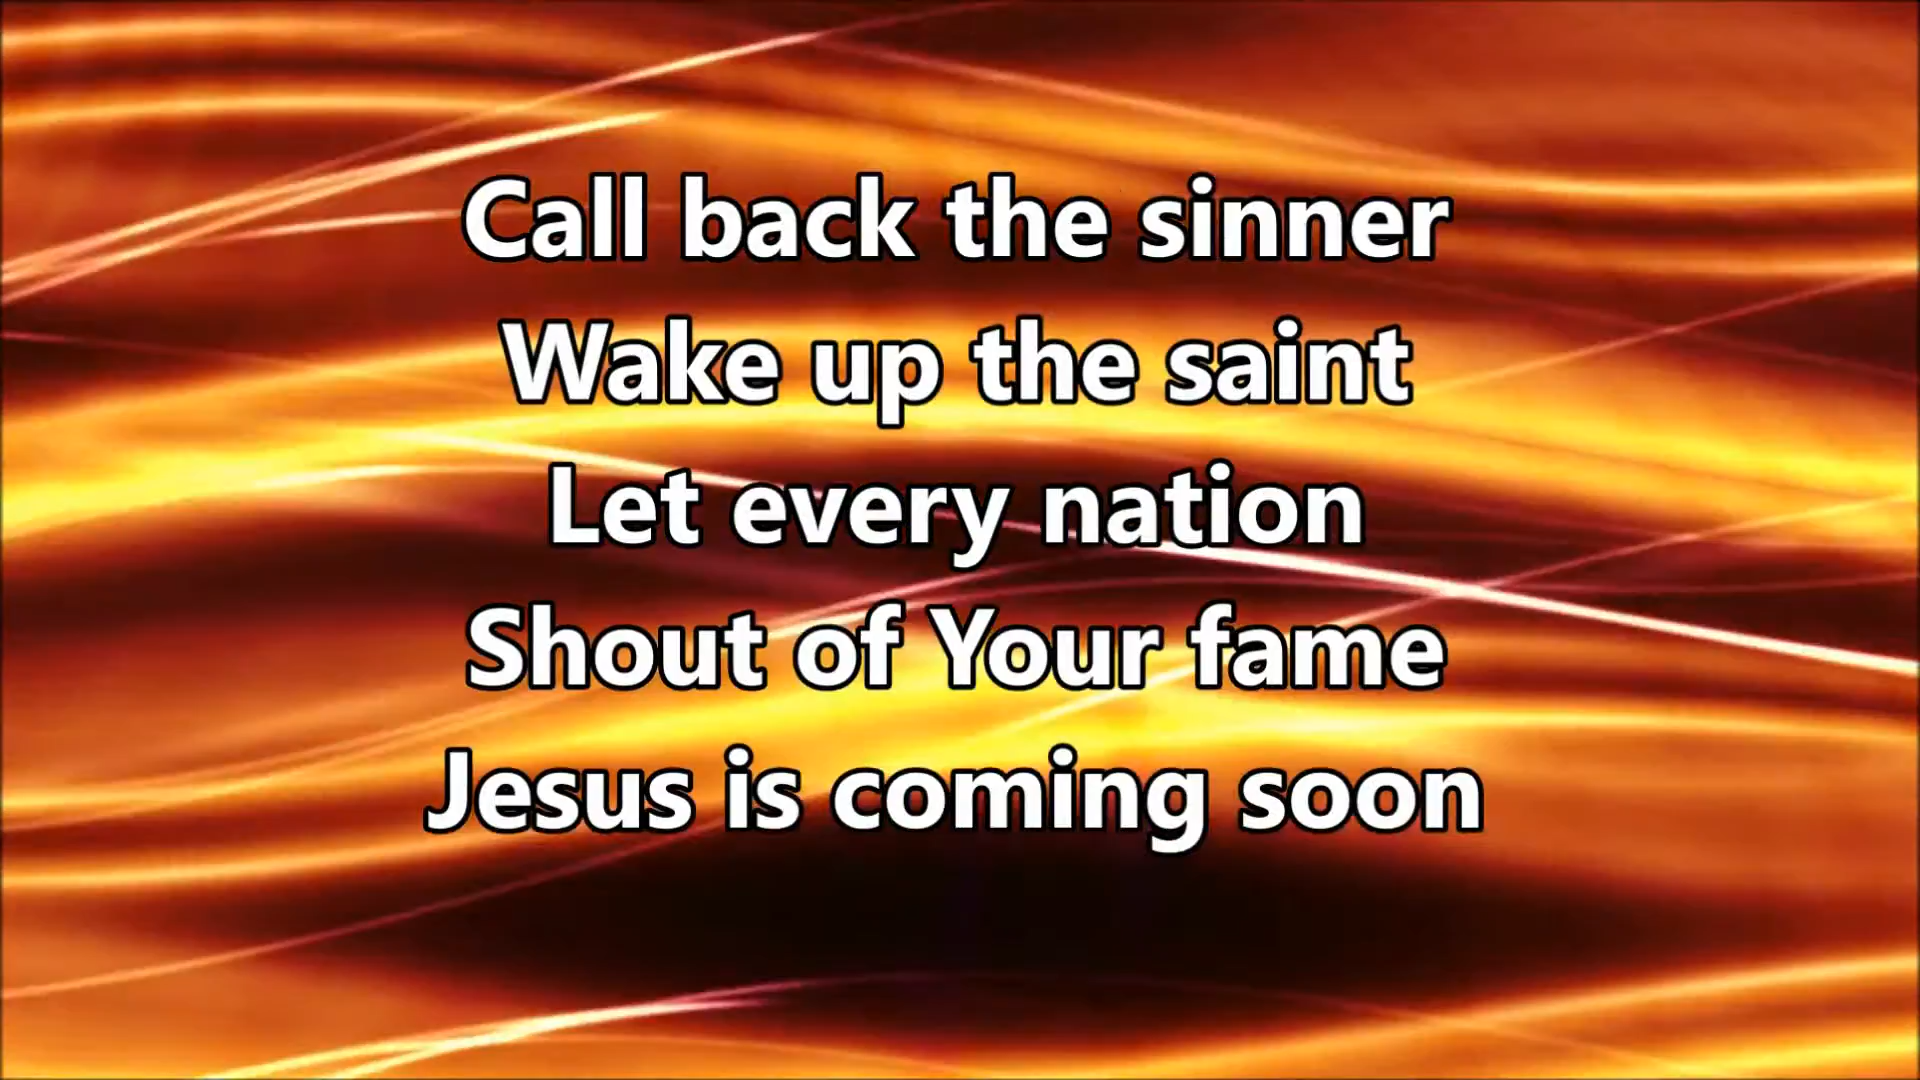 Call back the sinner
Wake up the saint
Let every nation
Shout of Your fame
Jesus is coming soon